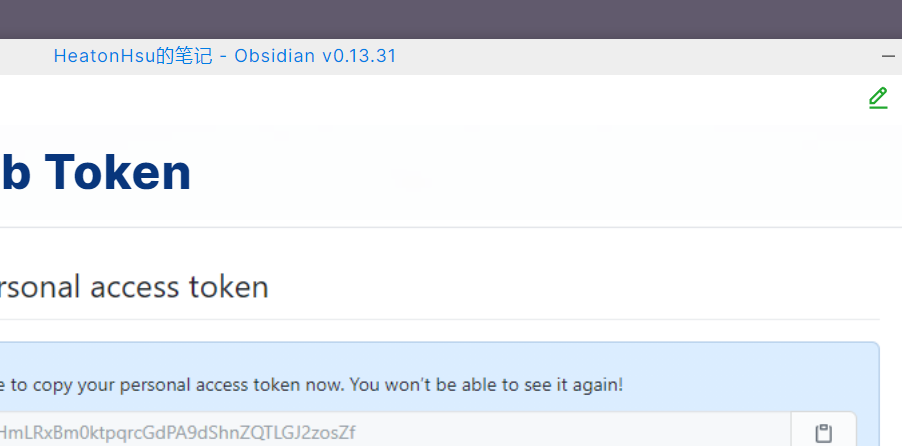 HeatonHsu的笔记 - Obsidian v0.13.31
b Token
rsonal access token
e to copy your personal access token now. You won't be able to see it again!
HmLRxBm0ktpqrcGdPA9dShnZQTLGJ2zosZf